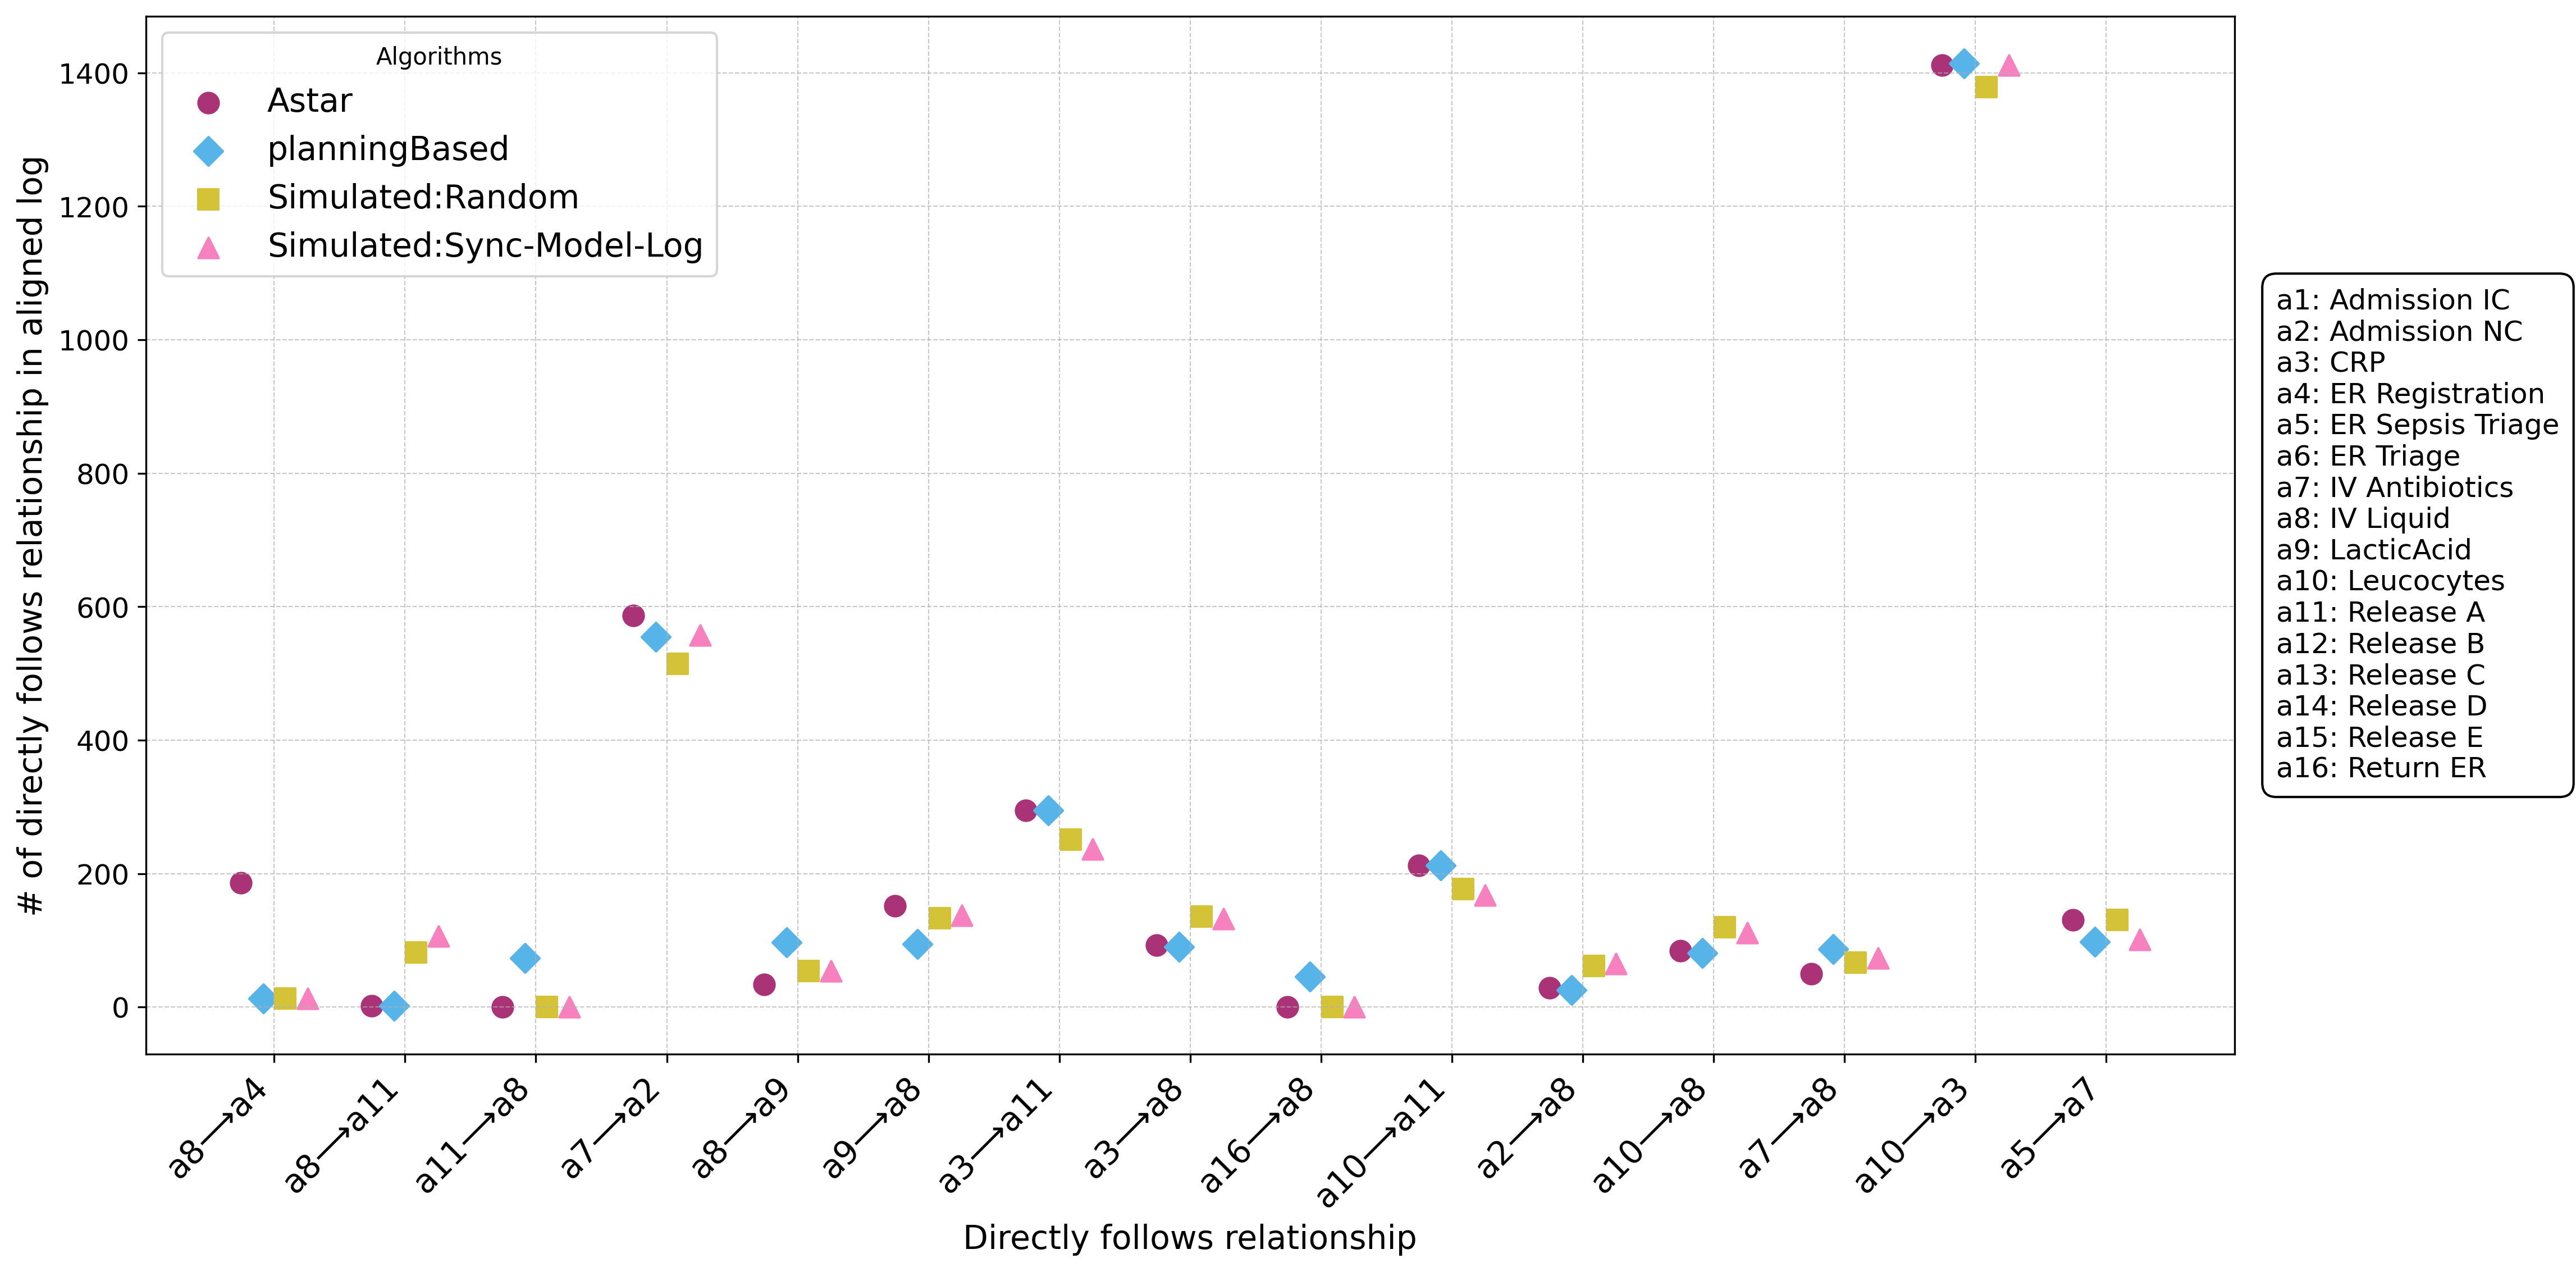 Algorithms
Astar
planningBased
Simulated:Random
Simulated:Sync-Model-Log
# of directly follows relationship in aligned log
1400
1200
1000
800
600
400
200
0
a8→a4
a8→a11
a11→a8
a7→a2
a8→a9
a9→a8
a3→a11
a3→a8
a16→a8
a10→a11
a2→a8
a10→a8
a7→a8
a10→a3
a5→a7
Directly follows relationship
a1: Admission IC
a2: Admission NC
a3: CRP
a4: ER Registration
a5: ER Sepsis Triage
a6: ER Triage
a7: IV Antibiotics
a8: IV Liquid
a9: LacticAcid
a10: Leucocytes
a11: Release A
a12: Release B
a13: Release C
a14: Release D
a15: Release E
a16: Return ER